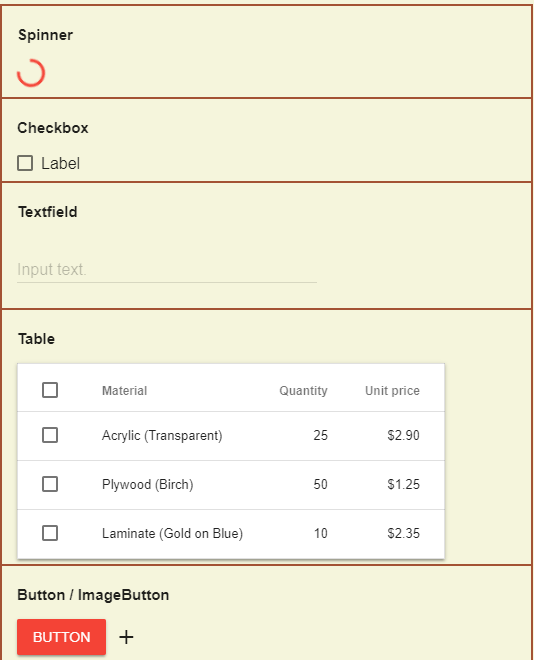 Spinner
Checkbox
Label
Textfield
Input text.
Table
Material Quantity Unit price
Acrylic (Transparent) 25 $2.90
Plywood (Birch) 50 $1.25
Laminate (Gold on Blue) 10 $2.35
Button / ImageButton
BUTTON +